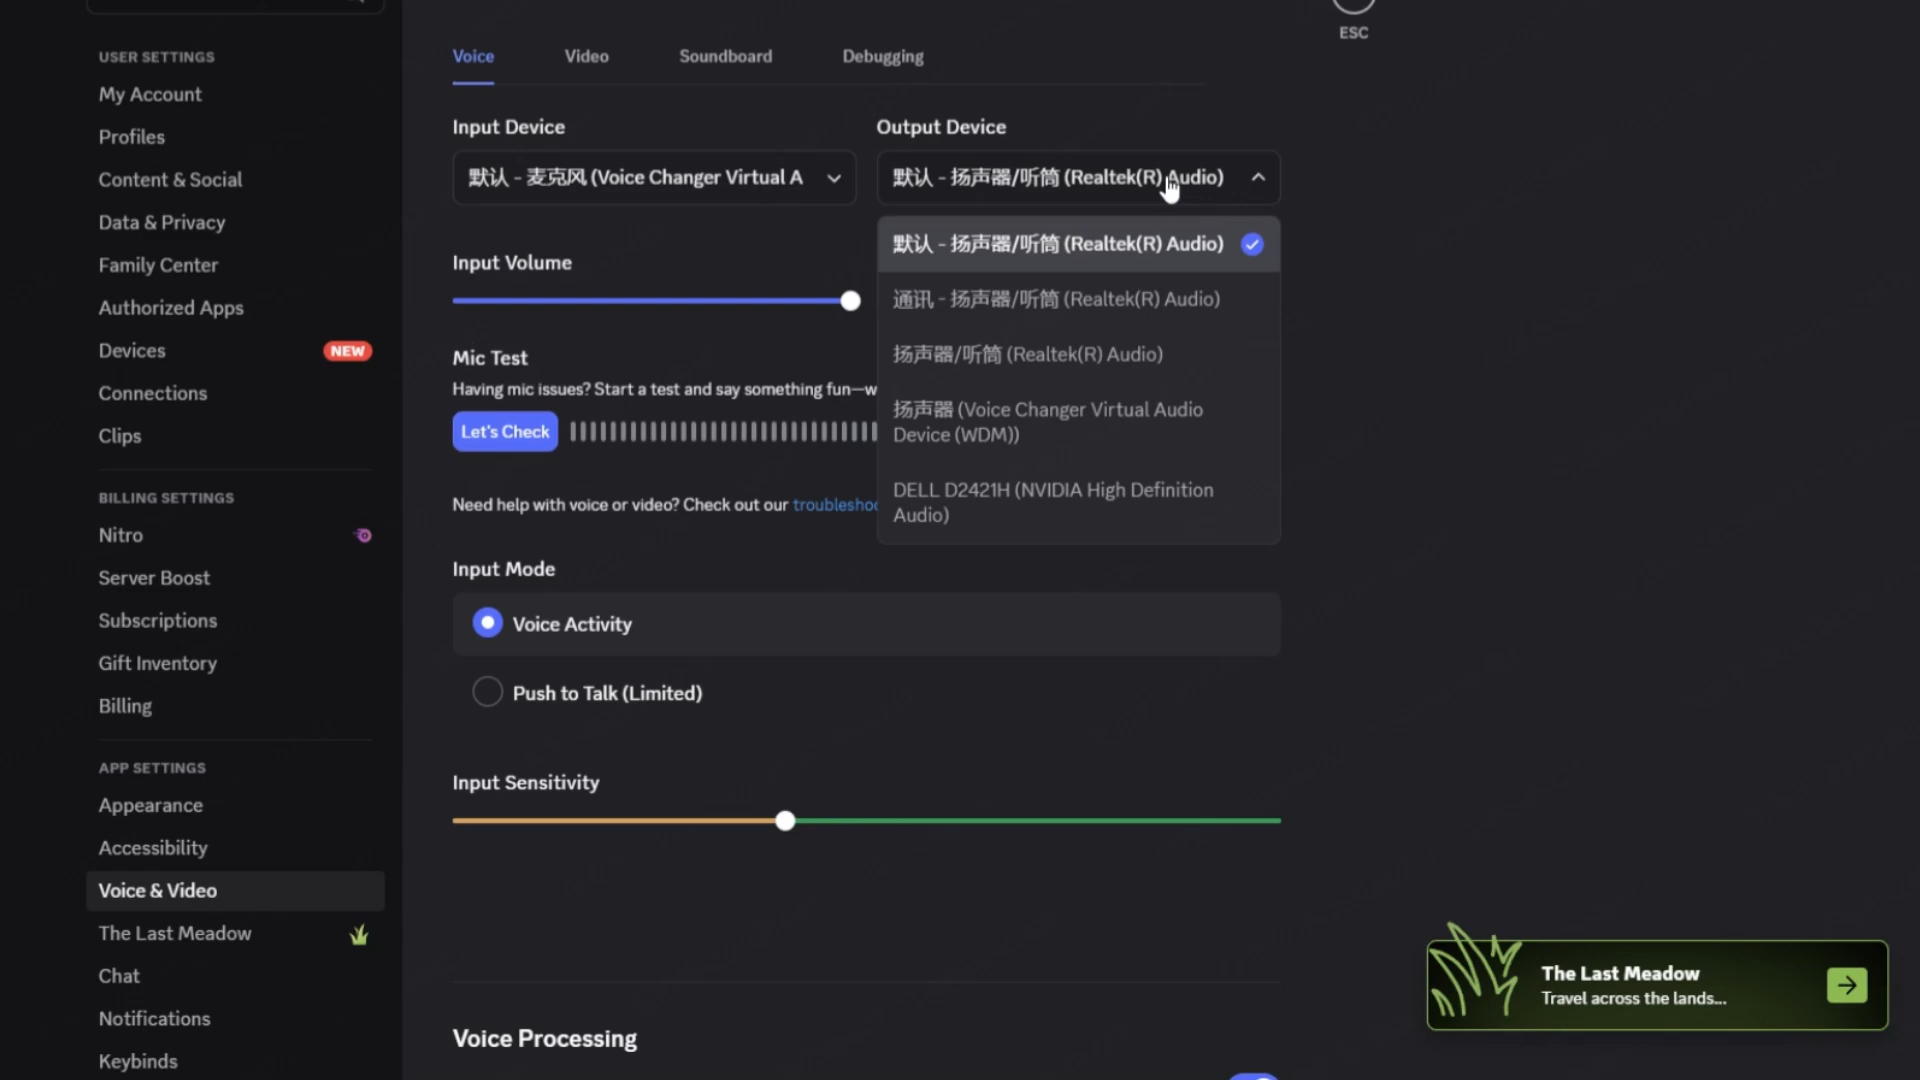 ESC
USER SETTINGS
My Account
Profiles
Content & Social
Data & Privacy
Family Center
Authorized Apps
Devices NEW
Connections
Clips
BILLING SETTINGS
Nitro
Server Boost
Subscriptions
Gift Inventory
Billing
APP SETTINGS
Appearance
Accessibility
Voice & Video
The Last Meadow
Chat
Notifications
Keybinds
Voice Video Soundboard Debugging
Input Device
默认 - 麦克风 (Voice Changer Virtual A
Output Device
默认 - 扬声器/听筒 (Realtek(R) Audio)
默认 - 扬声器/听筒 (Realtek(R) Audio)
通讯 - 扬声器/听筒 (Realtek(R) Audio)
扬声器/听筒 (Realtek(R) Audio)
扬声器 (Voice Changer Virtual Audio
Device (WDM))
DELL D2421H (NVIDIA High Definition
Audio)
Input Volume
Mic Test
Having mic issues? Start a test and say something fun—w
Let's Check
Need help with voice or video? Check out our troubleshoo
Input Mode
Voice Activity
Push to Talk (Limited)
Input Sensitivity
Voice Processing
The Last Meadow
Travel across the lands...